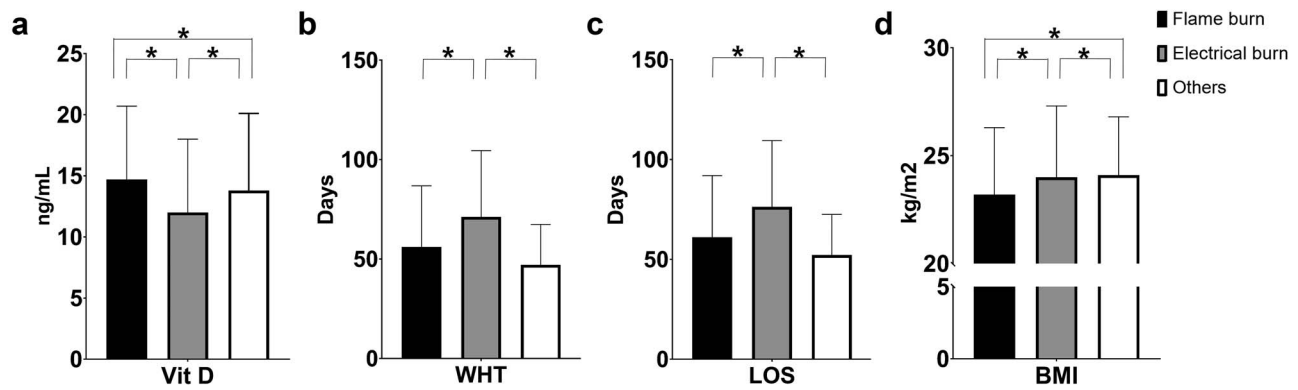 a
25
20
15
10
5
0
ng/mL
* * *
Vit D
b
150
100
50
0
Days
* *
WHT
c
150
100
50
0
Days
* *
LOS
d
30
25
20
5
0
kg/m2
* * *
BMI
Flame burn
Electrical burn
Others